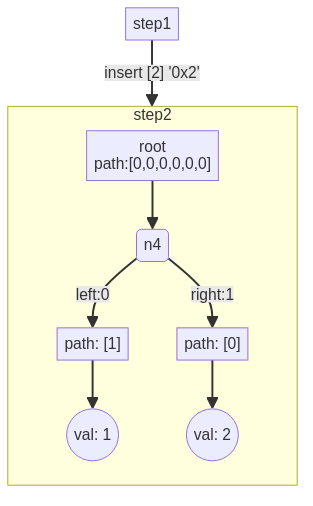 step1
insert [2] '0x2'
step2
root
path:[0,0,0,0,0,0]
n4
left:0
right:1
path: [1]
path: [0]
val: 1
val: 2